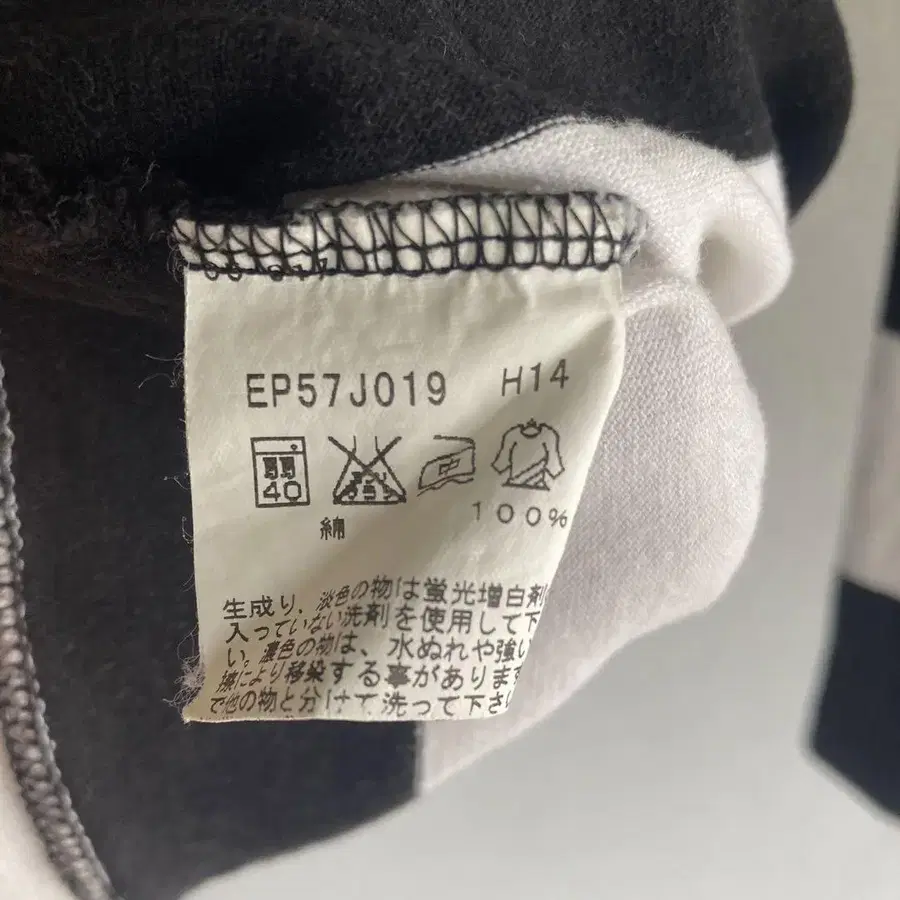 EP57J019 H14
弱
40
綿 100%
生成り、淡色の物は蛍光増白剤
入っていない洗剤を使用して下
い。濃色の物は、水ぬれや強い
擦により移染する事があります
で他の物と分けて洗って下さい